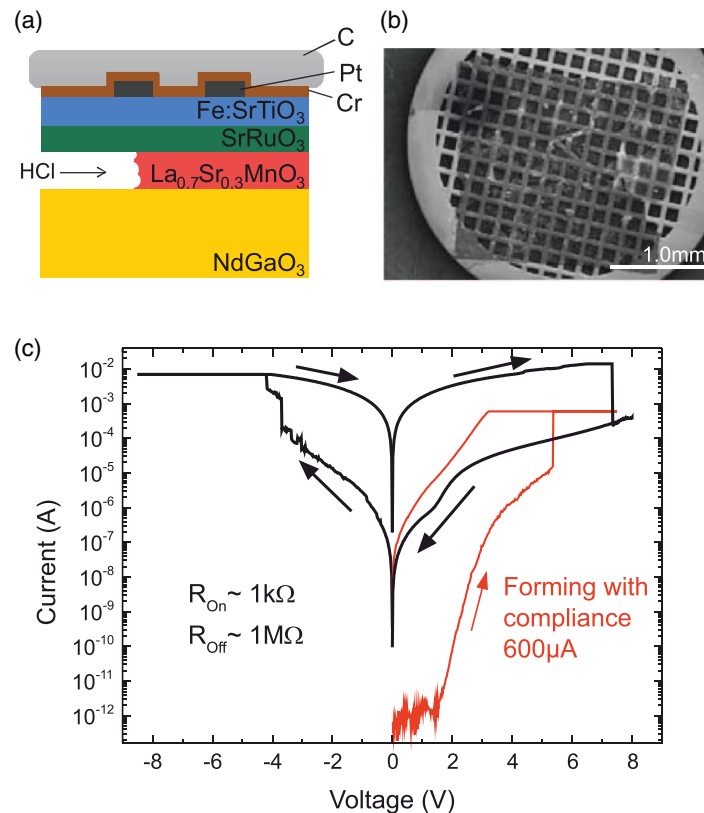 (a)
C
Pt
Cr
Fe:SrTiO₃
SrRuO₃
HCl
La₀.₇Sr₀.₃MnO₃
NdGaO₃
(b)
1.0mm
(c)
10⁻²
10⁻³
10⁻⁴
10⁻⁵
10⁻⁶
10⁻⁷
10⁻⁸
10⁻⁹
10⁻¹⁰
10⁻¹¹
10⁻¹²
Current (A)
R_On ~ 1kΩ
R_Off ~ 1MΩ
Forming with
compliance
600µA
-8 -6 -4 -2 0 2 4 6 8
Voltage (V)